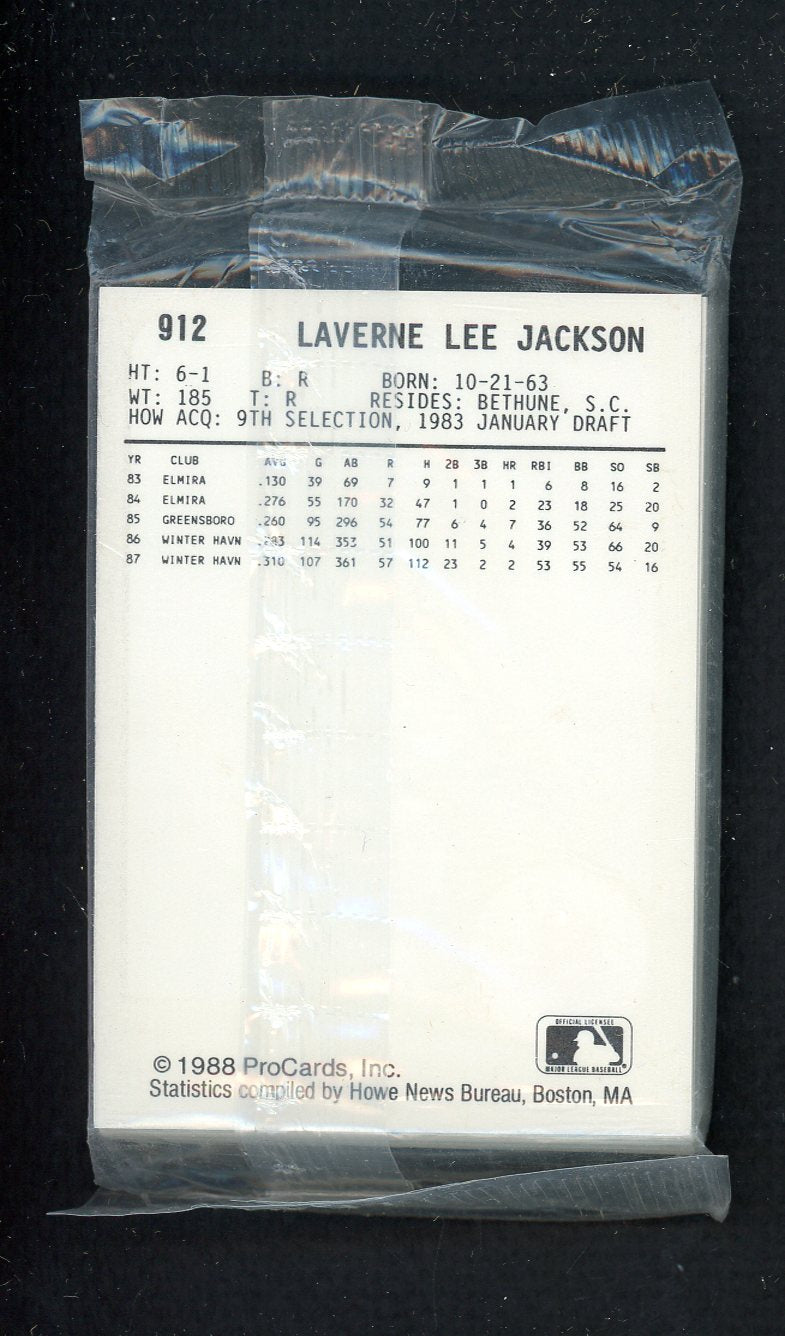 912 LAVERNE LEE JACKSON
HT: 6-1 B: R BORN: 10-21-63
WT: 185 T: R RESIDES: BETHUNE, S.C.
HOW ACQ: 9TH SELECTION, 1983 JANUARY DRAFT
YR CLUB AVG G AB R H 2B 3B HR RBI BB SO SB
83 ELMIRA .130 39 69 7 9 1 1 1 6 8 16 2
84 ELMIRA .276 55 170 32 47 1 0 2 23 18 25 20
85 GREENSBORO .260 95 296 54 77 6 4 7 36 52 64 9
86 WINTER HAVN .283 114 353 51 100 11 5 4 39 53 66 20
87 WINTER HAVN .310 107 361 57 112 23 2 2 53 55 54 16
OFFICIAL LICENSEE
MAJOR LEAGUE BASEBALL
© 1988 ProCards, Inc.
Statistics compiled by Howe News Bureau, Boston, MA